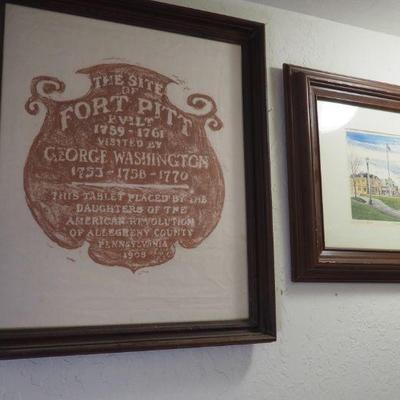 THE SITE
OF
FORT PITT
BVILT
1759-1761
VISITED BY
GEORGE WASHINGTON
1753-1758-1770
THIS TABLET PLACED BY THE
DAUGHTERS OF THE
AMERICAN REVOLUTION
OF ALLEGHENY COUNTY
PENNSYLVANIA
1908